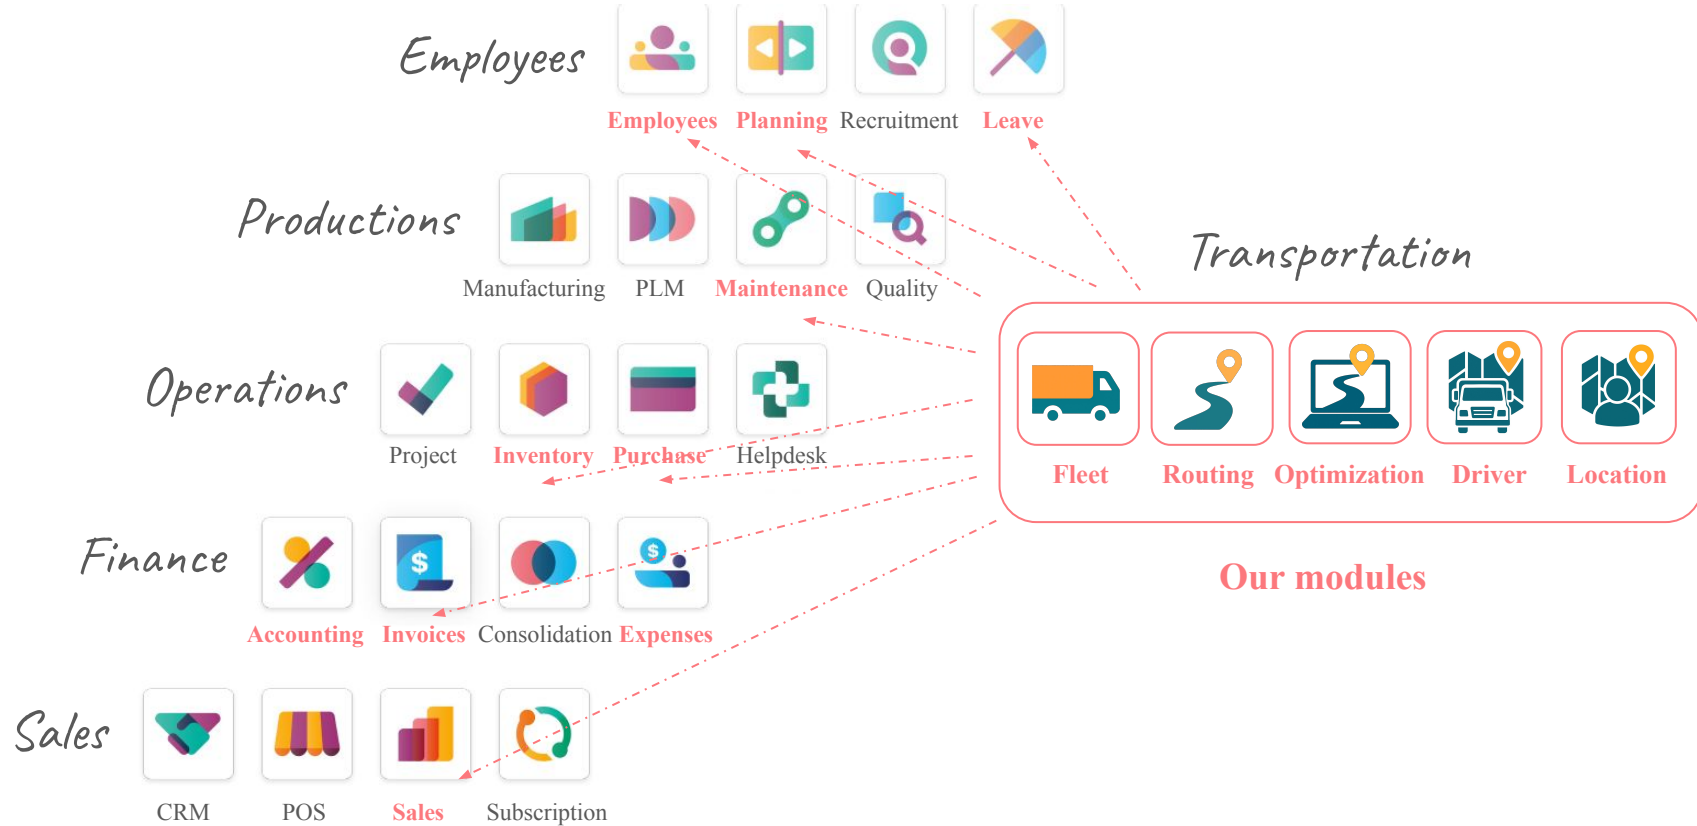 Employees
Employees Planning Recruitment Leave
Productions
Manufacturing PLM Maintenance Quality
Transportation
Operations
Project Inventory Purchase Helpdesk
Fleet Routing Optimization Driver Location
Finance
$ $
Our modules
Accounting Invoices Consolidation Expenses
Sales
CRM POS Sales Subscription